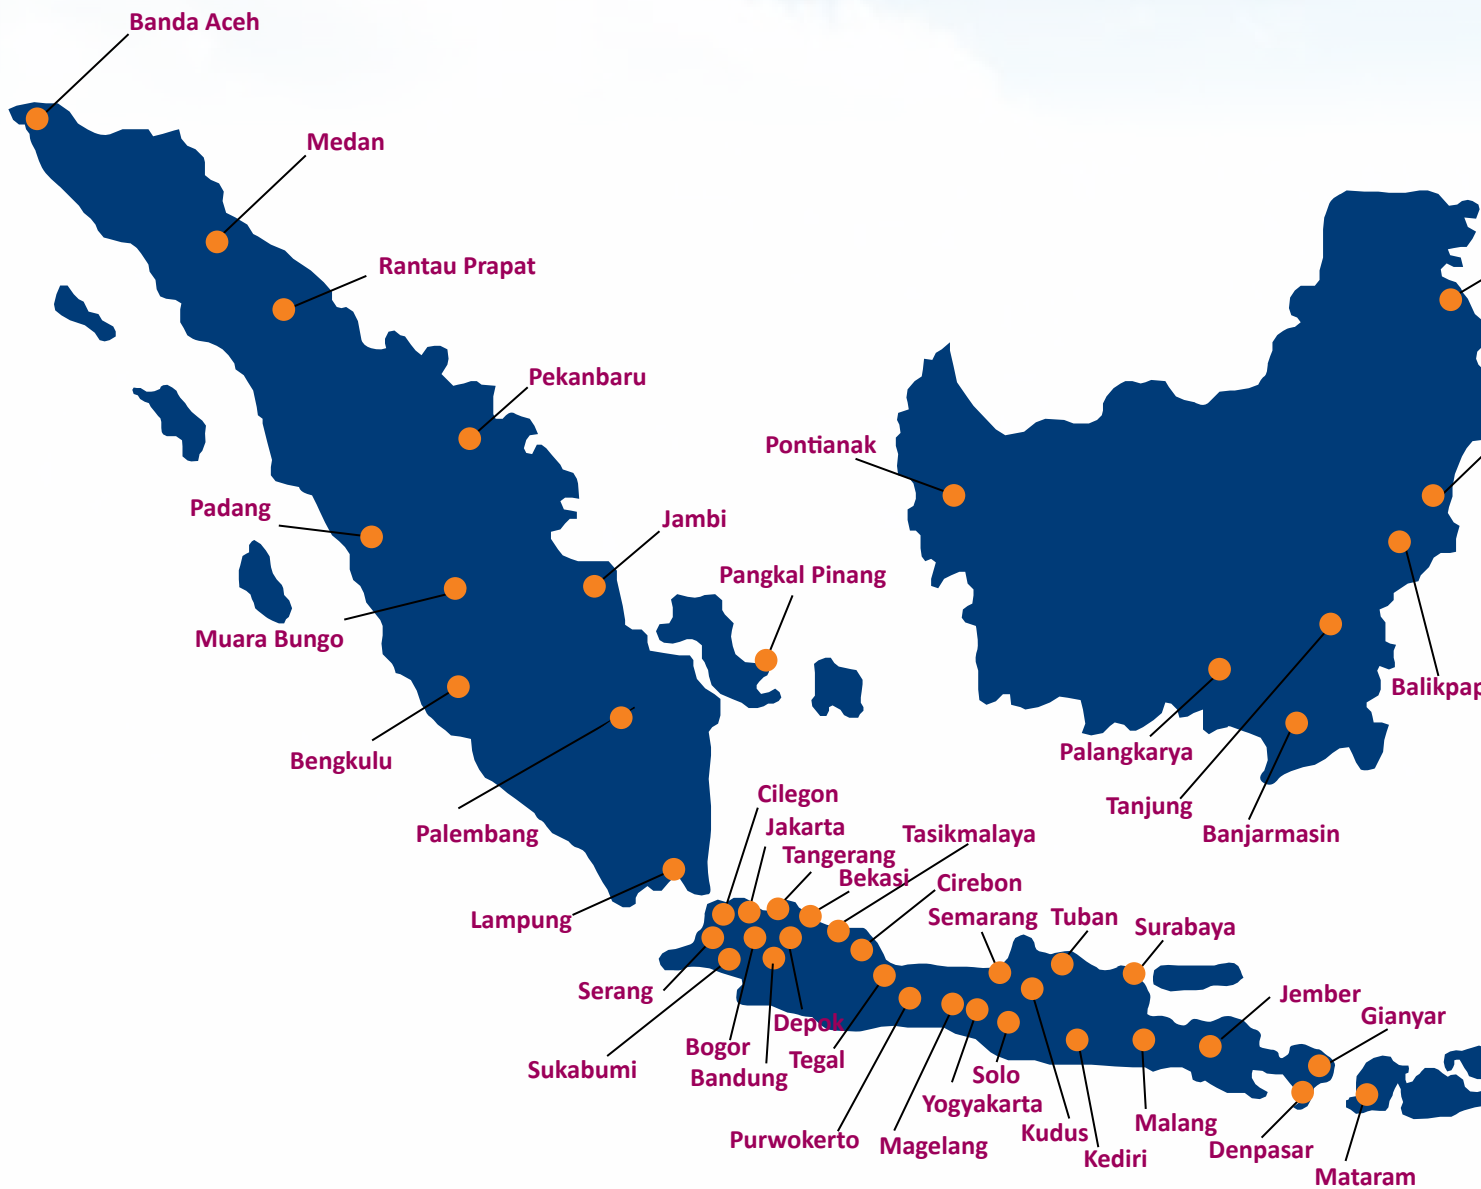 Banda Aceh
Medan
Rantau Prapat
Pekanbaru
Pontianak
Padang
Jambi
Pangkal Pinang
Muara Bungo
Balikpap
Bengkulu
Palangkarya
Palembang
Cilegon
Tanjung
Jakarta
Banjarmasin
Tasikmalaya
Tangerang
Bekasi
Cirebon
Lampung
Semarang
Tuban
Surabaya
Serang
Jember
Gianyar
Depok
Bogor
Tegal
Sukabumi
Bandung
Solo
Yogyakarta
Purwokerto
Magelang
Kudus
Malang
Kediri
Denpasar
Mataram